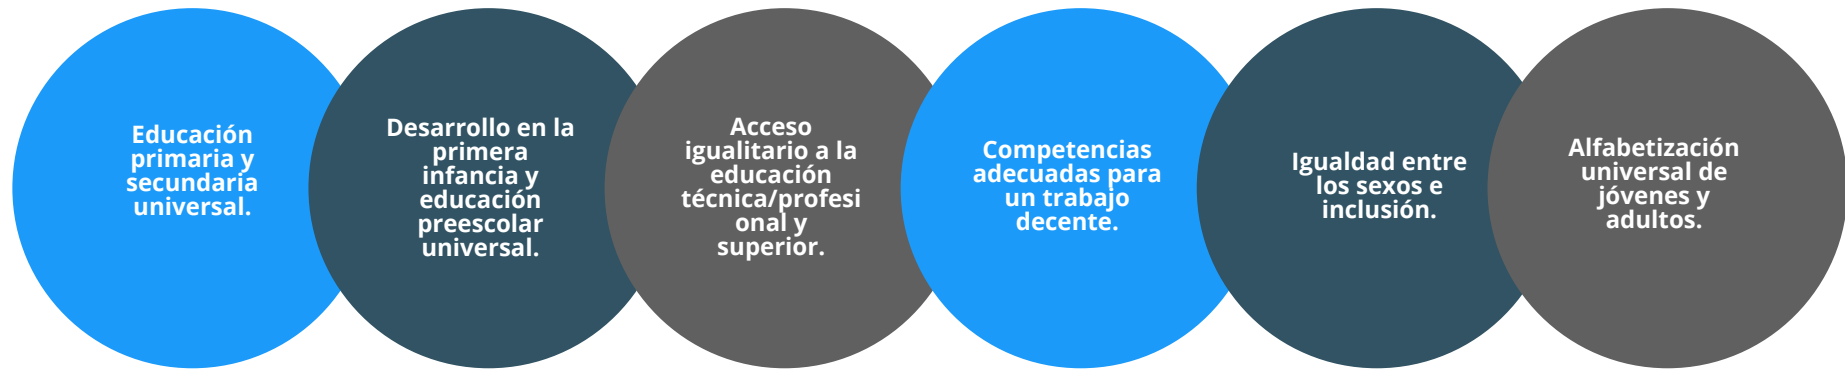 Educación
primaria y
secundaria
universal.
Desarrollo en la
primera
infancia y
educación
preescolar
universal.
Acceso
igualitario a la
educación
técnica/profesi
onal y
superior.
Competencias
adecuadas para
un trabajo
decente.
Igualdad entre
los sexos e
inclusión.
Alfabetización
universal de
jóvenes y
adultos.